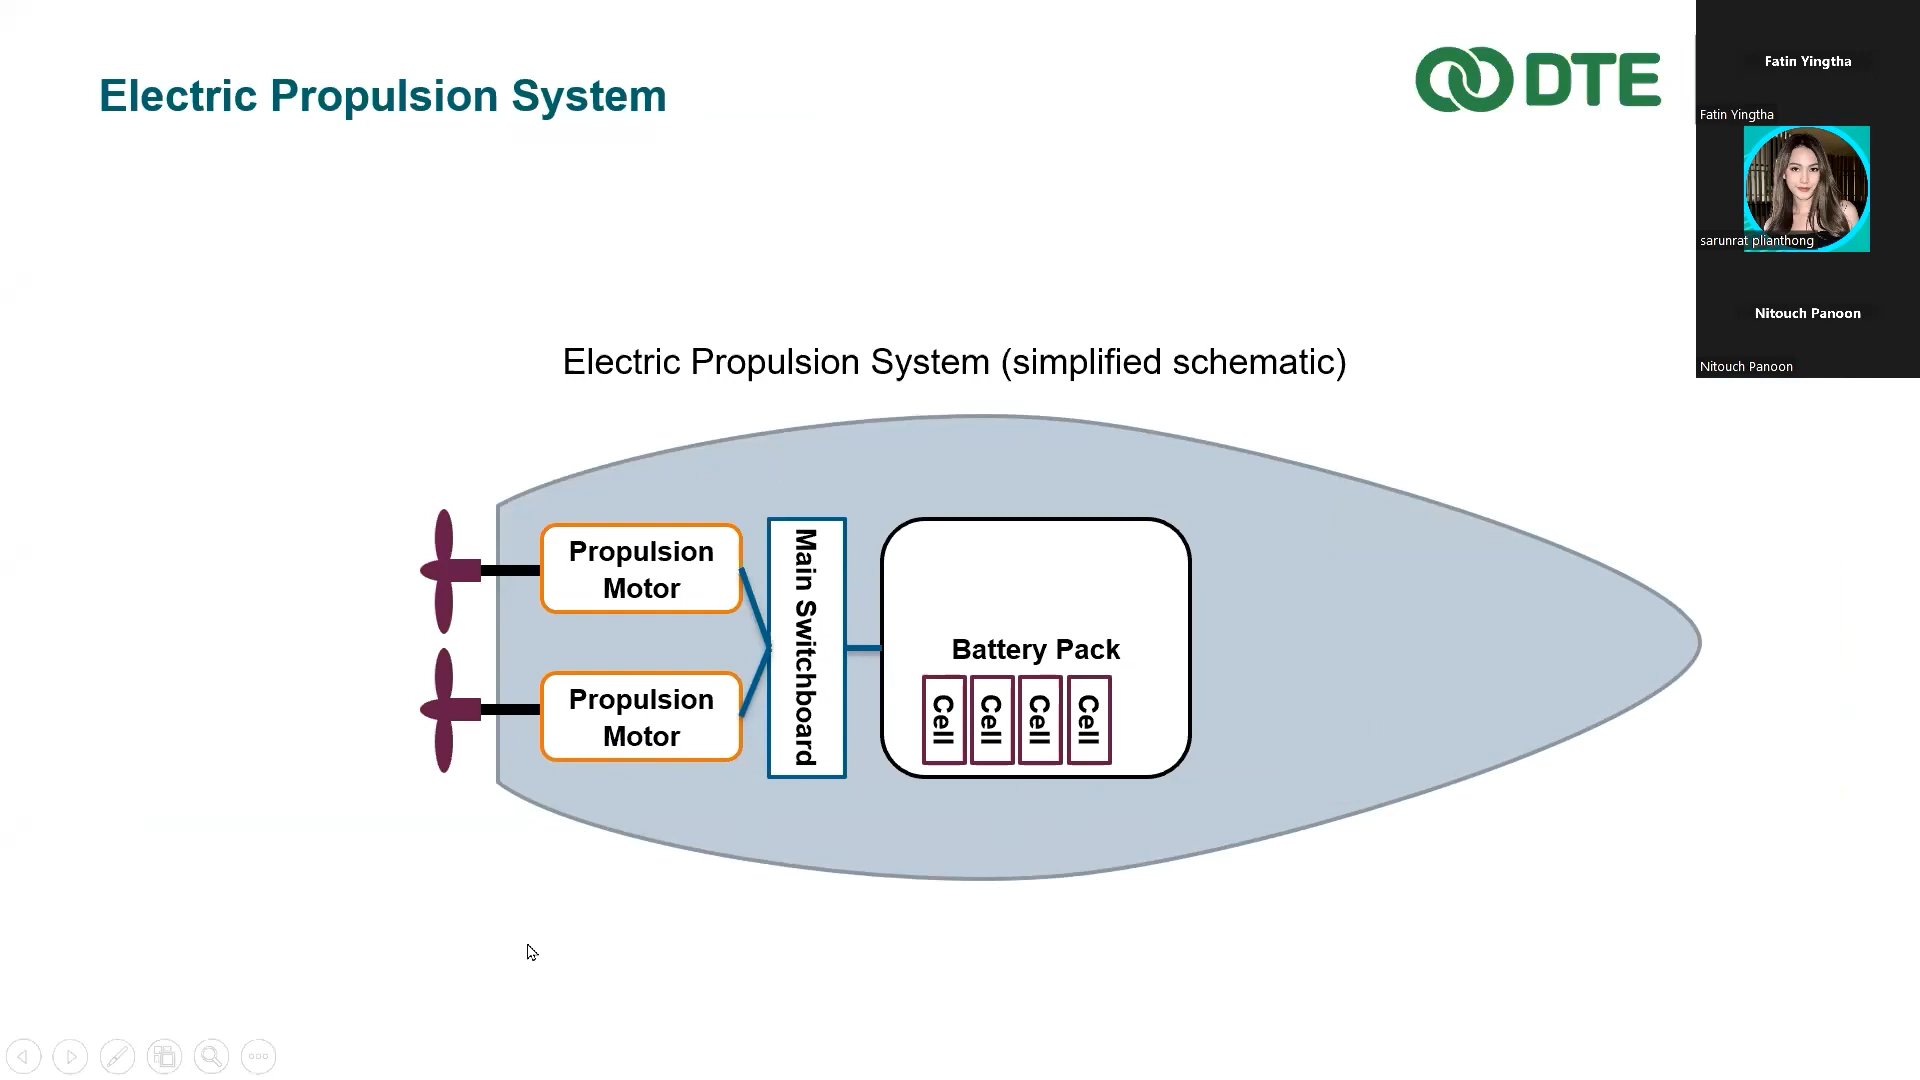 Electric Propulsion System
DTE
Fatin Yingtha
Fatin Yingtha
sarunrat plianthong
Nitouch Panoon
Nitouch Panoon
Electric Propulsion System (simplified schematic)
Propulsion
Motor
Propulsion
Motor
Main Switchboard
Battery Pack
Cell
Cell
Cell
Cell